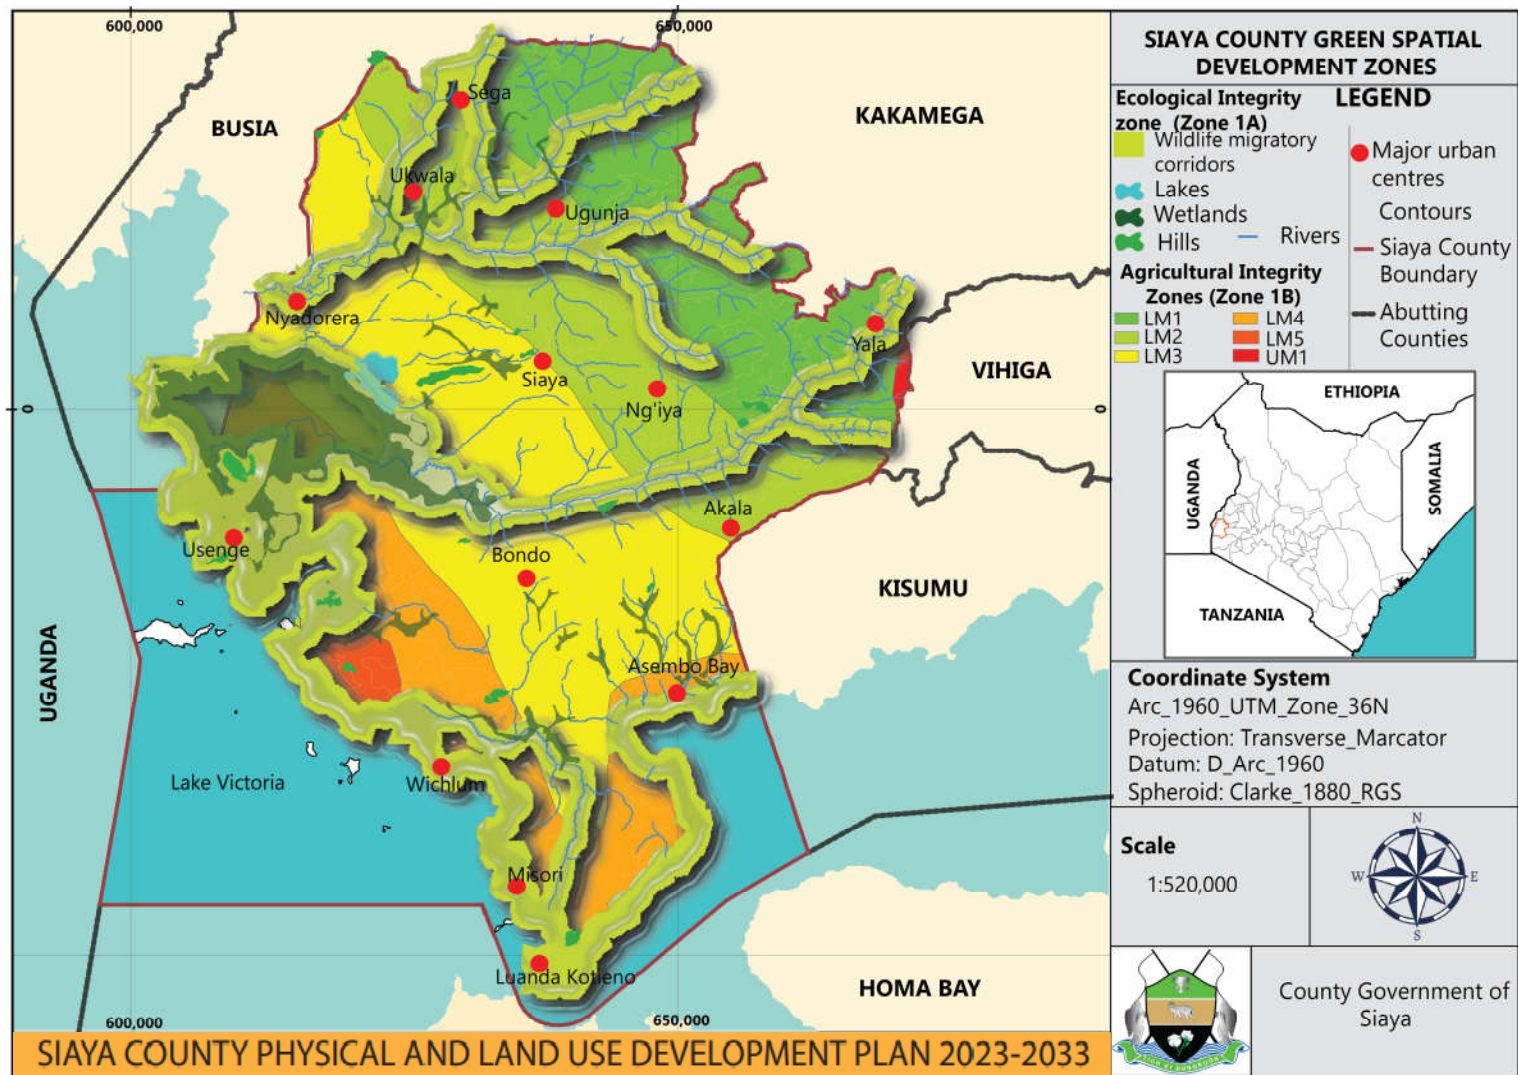 600,000
650,000
BUSIA
KAKAMEGA
Sega
Ukwala
Ugunja
Nyadorera
Yala
VIHIGA
Siaya
Ng'iya
0
0
Akala
Usenge
Bondo
KISUMU
UGANDA
Asembo Bay
Lake Victoria
Wichlum
Misori
Luanda Kotieno
HOMA BAY
600,000
650,000
SIAYA COUNTY PHYSICAL AND LAND USE DEVELOPMENT PLAN 2023-2033
SIAYA COUNTY GREEN SPATIAL
DEVELOPMENT ZONES
LEGEND
Ecological Integrity
zone (Zone 1A)
Wildlife migratory
corridors
Lakes
Wetlands
Hills
Rivers
Agricultural Integrity
Zones (Zone 1B)
LM1
LM2
LM3
LM4
LM5
UM1
Major urban
centres
Contours
Siaya County
Boundary
Abutting
Counties
ETHIOPIA
UGANDA
SOMALIA
TANZANIA
Coordinate System
Arc_1960_UTM_Zone_36N
Projection: Transverse_Marcator
Datum: D_Arc_1960
Spheroid: Clarke_1880_RGS
Scale
1:520,000
N
W
E
S
County Government of
Siaya